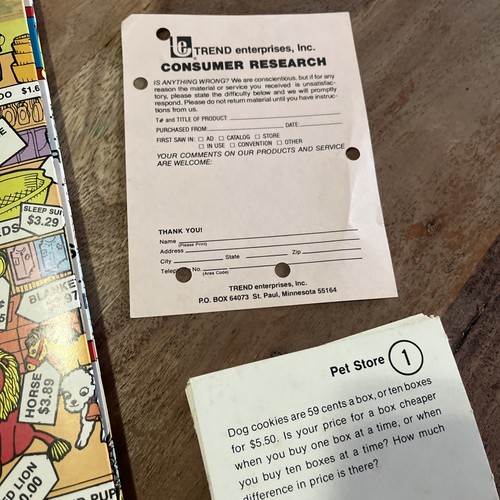 TREND enterprises, Inc.
CONSUMER RESEARCH
IS ANYTHING WRONG? We are conscientious, but if for any
reason the material or service you received is unsatisfac-
tory, please state the difficulty below and we will promptly
respond. Please do not return material until you have instruc-
tions from us.
T# and TITLE OF PRODUCT:
PURCHASED FROM: DATE:
FIRST SAW IN: □ AD □ CATALOG □ STORE
□ IN USE □ CONVENTION □ OTHER
YOUR COMMENTS ON OUR PRODUCTS AND SERVICE
ARE WELCOME:
THANK YOU!
Name
(Please Print)
Address
City State Zip
Telep No.
(Area Code)
TREND enterprises, Inc.
P.O. BOX 64073 St. Paul, Minnesota 55164
Pet Store 1
Dog cookies are 59 cents a box, or ten boxes
for $5.50. Is your price for a box cheaper
when you buy one box at a time, or when
you buy ten boxes at a time? How much
difference in price is there?
SLEEP SUI
$3.29
HORSE
$3.89
LION